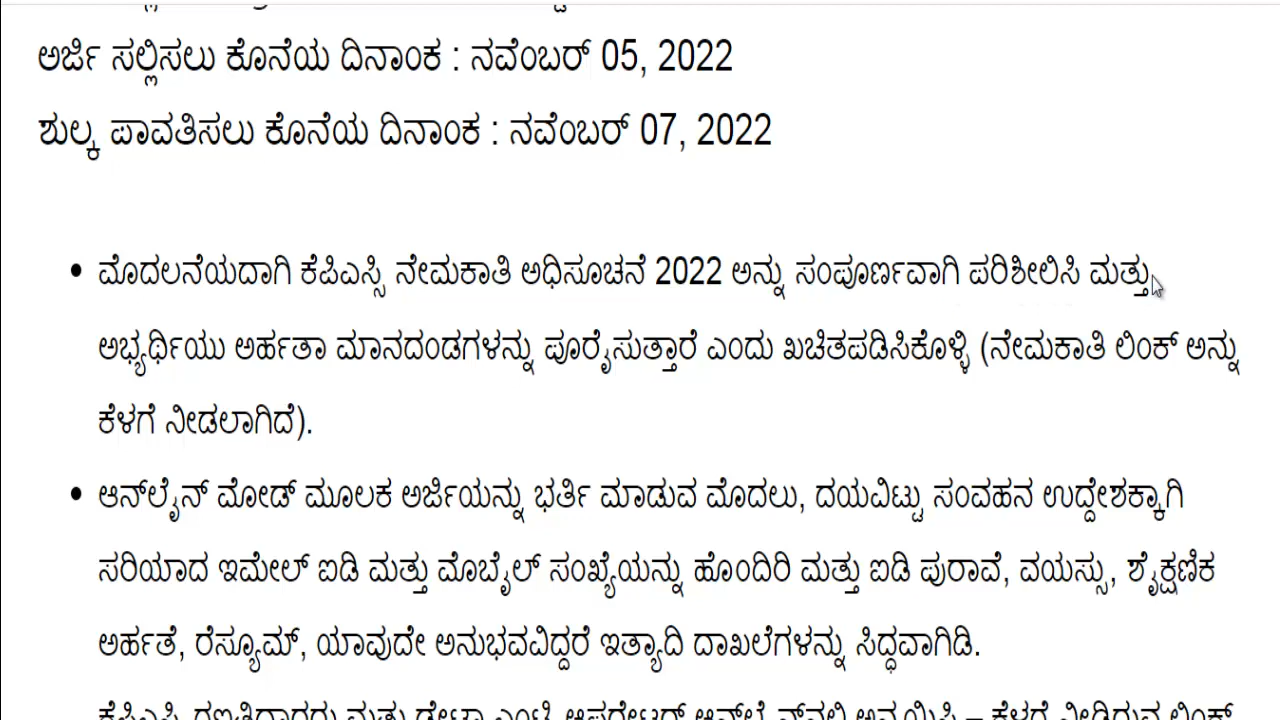 ಅರ್ಜಿ ಸಲ್ಲಿಸಲು ಕೊನೆಯ ದಿನಾಂಕ : ನವೆಂಬರ್ 05, 2022
ಶುಲ್ಕ ಪಾವತಿಸಲು ಕೊನೆಯ ದಿನಾಂಕ : ನವೆಂಬರ್ 07, 2022
• ಮೊದಲನೆಯದಾಗಿ ಕೆಪಿಎಸ್ಸಿ ನೇಮಕಾತಿ ಅಧಿಸೂಚನೆ 2022 ಅನ್ನು ಸಂಪೂರ್ಣವಾಗಿ ಪರಿಶೀಲಿಸಿ ಮತ್ತು
ಅಭ್ಯರ್ಥಿಯು ಅರ್ಹತಾ ಮಾನದಂಡಗಳನ್ನು ಪೂರೈಸುತ್ತಾರೆ ಎಂದು ಖಚಿತಪಡಿಸಿಕೊಳ್ಳಿ (ನೇಮಕಾತಿ ಲಿಂಕ್ ಅನ್ನು
ಕೆಳಗೆ ನೀಡಲಾಗಿದೆ).
• ಆನ್‌ಲೈನ್ ಮೋಡ್ ಮೂಲಕ ಅರ್ಜಿಯನ್ನು ಭರ್ತಿ ಮಾಡುವ ಮೊದಲು, ದಯವಿಟ್ಟು ಸಂವಹನ ಉದ್ದೇಶಕ್ಕಾಗಿ
ಸರಿಯಾದ ಇಮೇಲ್ ಐಡಿ ಮತ್ತು ಮೊಬೈಲ್ ಸಂಖ್ಯೆಯನ್ನು ಹೊಂದಿರಿ ಮತ್ತು ಐಡಿ ಪುರಾವೆ, ವಯಸ್ಸು, ಶೈಕ್ಷಣಿಕ
ಅರ್ಹತೆ, ರೆಸ್ಯೂಮ್, ಯಾವುದೇ ಅನುಭವವಿದ್ದರೆ ಇತ್ಯಾದಿ ದಾಖಲೆಗಳನ್ನು ಸಿದ್ಧವಾಗಿಡಿ.